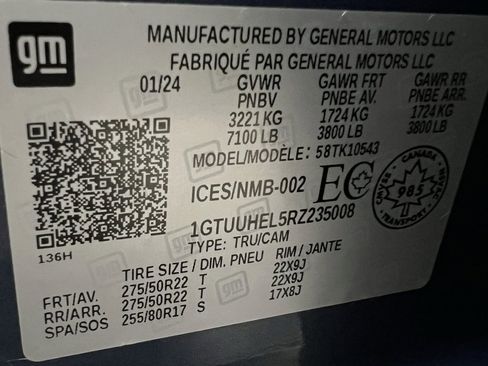 gm
MANUFACTURED BY GENERAL MOTORS LLC
FABRIQUÉ PAR GENERAL MOTORS LLC
01/24 GVWR GAWR FRT GAWR RR
PNBV PNBE AV. PNBE ARR.
3221 KG 1724 KG 1724 KG
7100 LB 3800 LB 3800 LB
MODEL/MODÈLE: 58TK10543
ICES/NMB-002 EC
CANADA
985
1GTUUHEL5RZ235008
136H TYPE: TRU/CAM
TIRE SIZE / DIM. PNEU RIM / JANTE
FRT/AV. 275/50R22 T 22X9J
RR/ARR. 275/50R22 T 22X9J
SPA/SOS 255/80R17 S 17X8J